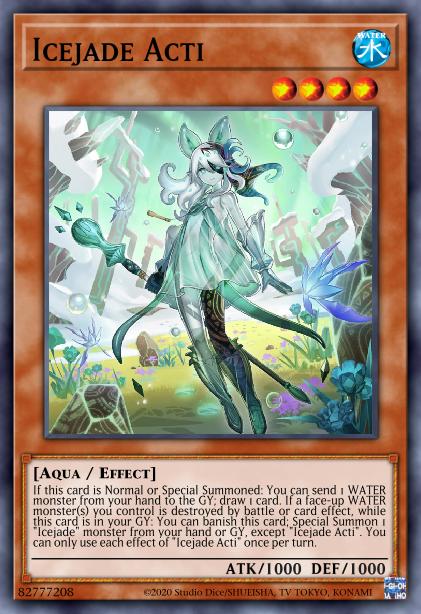 Icejade Acti
WATER
水
[Aqua / Effect]
If this card is Normal or Special Summoned: You can send 1 WATER
monster from your hand to the GY; draw 1 card. If a face-up WATER
monster(s) you control is destroyed by battle or card effect, while
this card is in your GY: You can banish this card; Special Summon 1
"Icejade" monster from your hand or GY, except "Icejade Acti". You
can only use each effect of "Icejade Acti" once per turn.
ATK/1000 DEF/1000
82777208 ©2020 Studio Dice/SHUEISHA, TV TOKYO, KONAMI